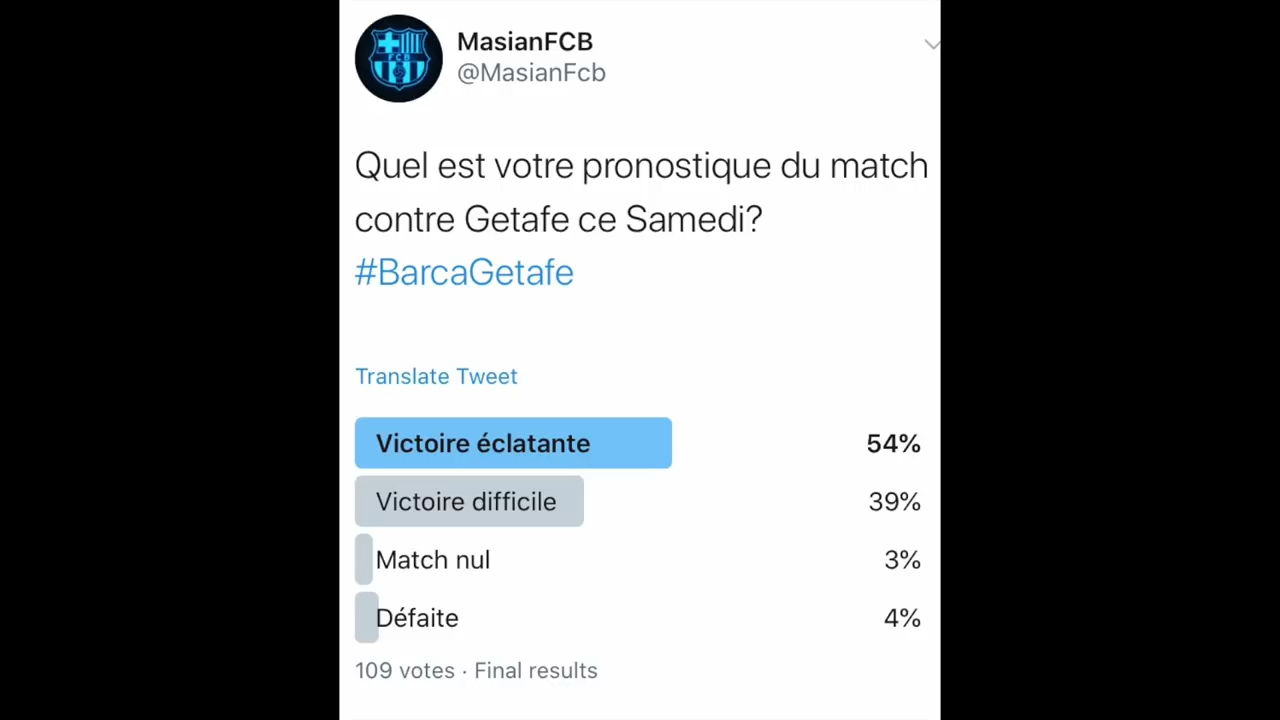 FCB
MasianFCB
@MasianFcb
Quel est votre pronostique du match
contre Getafe ce Samedi?
#BarcaGetafe
Translate Tweet
Victoire éclatante 54%
Victoire difficile 39%
Match nul 3%
Défaite 4%
109 votes · Final results